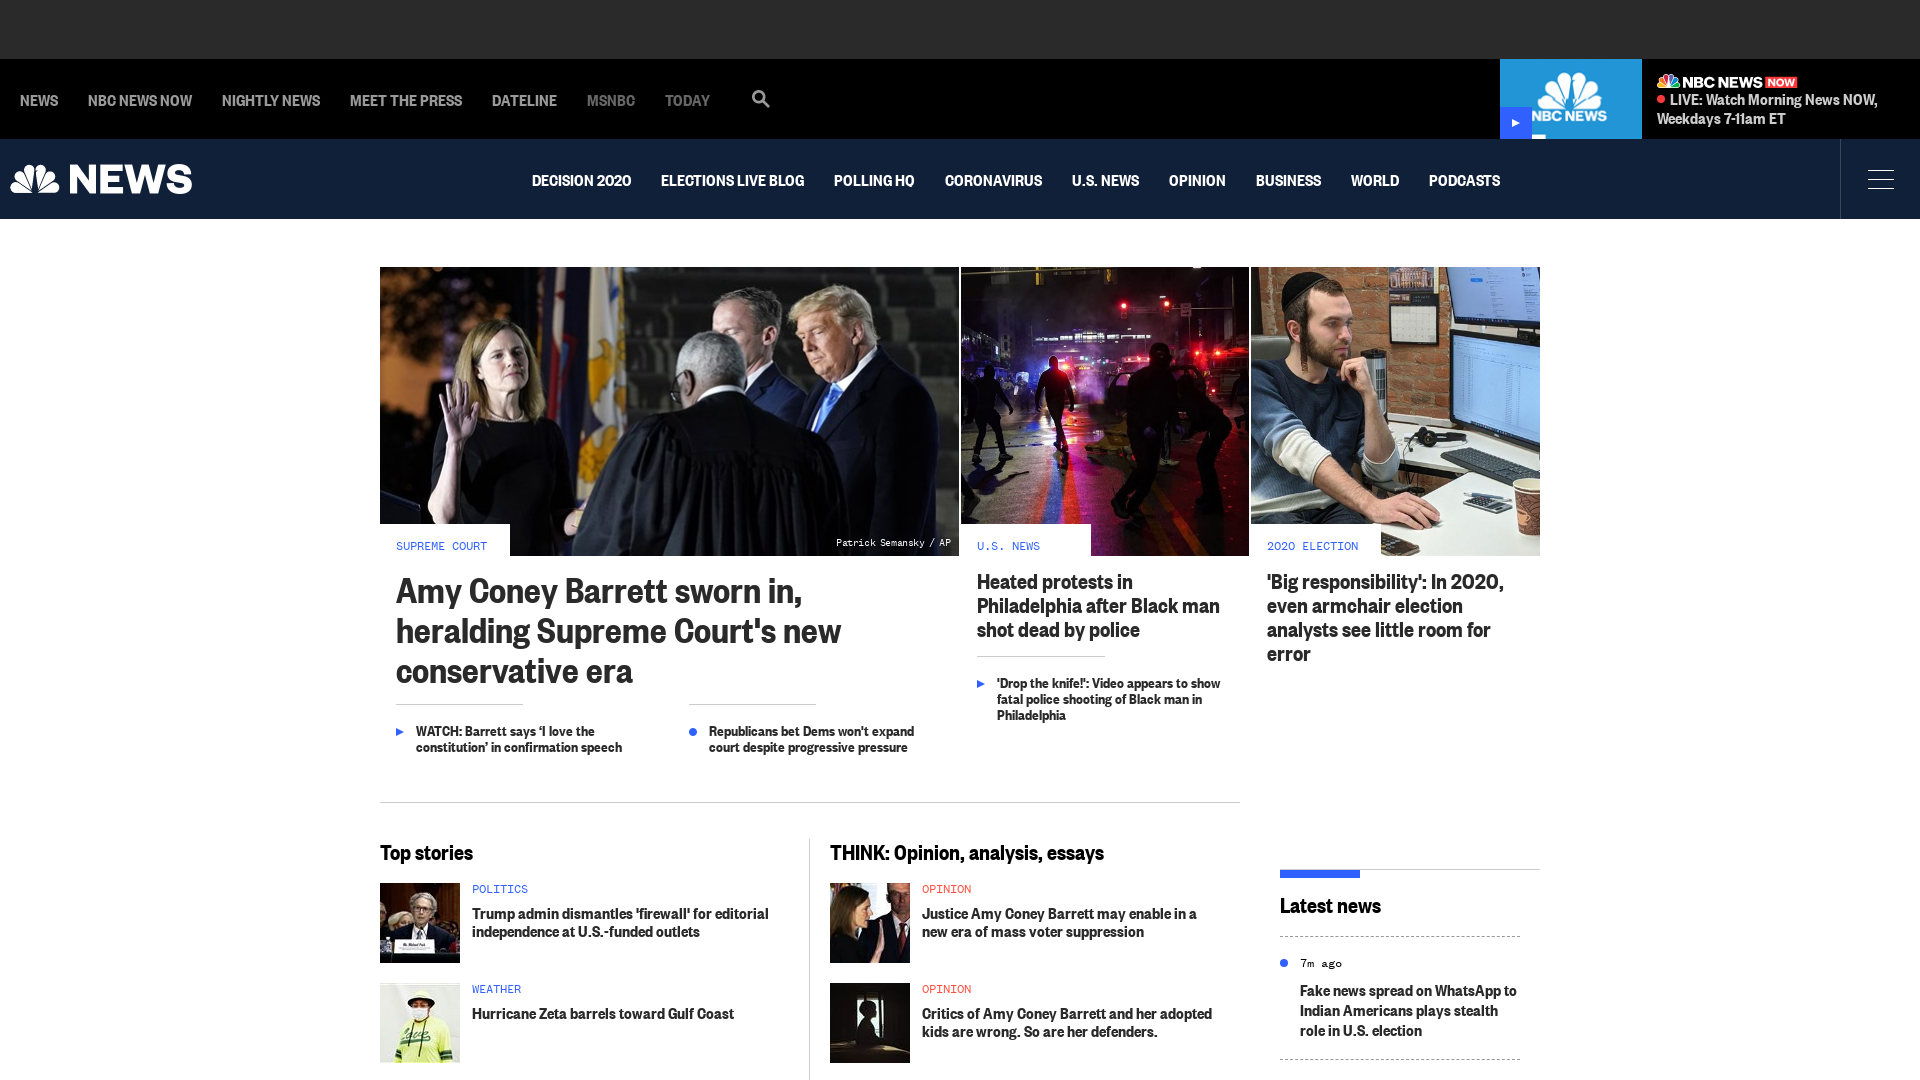 NEWS
NBC NEWS NOW
NIGHTLY NEWS
MEET THE PRESS
DATELINE
MSNBC
TODAY
NBC NEWS
NBC NEWS NOW
LIVE: Watch Morning News NOW,
Weekdays 7-11am ET
NEWS
DECISION 2020
ELECTIONS LIVE BLOG
POLLING HQ
CORONAVIRUS
U.S. NEWS
OPINION
BUSINESS
WORLD
PODCASTS
Patrick Semansky / AP
SUPREME COURT
Amy Coney Barrett sworn in,
heralding Supreme Court's new
conservative era
WATCH: Barrett says ‘I love the
constitution’ in confirmation speech
Republicans bet Dems won't expand
court despite progressive pressure
U.S. NEWS
Heated protests in
Philadelphia after Black man
shot dead by police
'Drop the knife!': Video appears to show
fatal police shooting of Black man in
Philadelphia
2020 ELECTION
'Big responsibility': In 2020,
even armchair election
analysts see little room for
error
Top stories
POLITICS
Trump admin dismantles 'firewall' for editorial
independence at U.S.-funded outlets
WEATHER
Hurricane Zeta barrels toward Gulf Coast
THINK: Opinion, analysis, essays
OPINION
Justice Amy Coney Barrett may enable in a
new era of mass voter suppression
OPINION
Critics of Amy Coney Barrett and her adopted
kids are wrong. So are her defenders.
Latest news
7m ago
Fake news spread on WhatsApp to
Indian Americans plays stealth
role in U.S. election